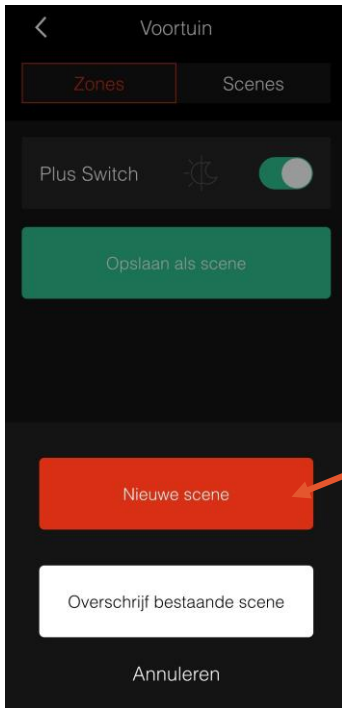 Voortuin
Zones Scenes
Plus Switch
Opslaan als scene
Nieuwe scene
Overschrijf bestaande scene
Annuleren